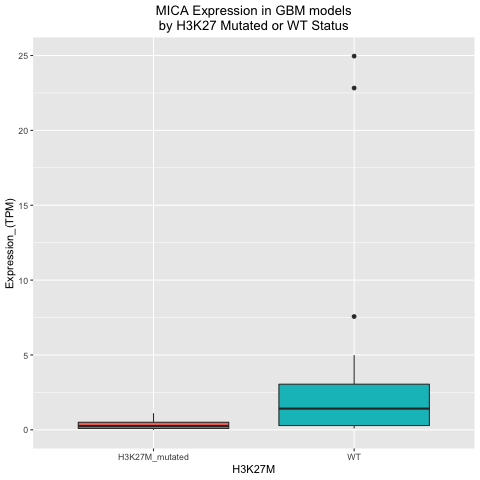 MICA Expression in GBM models
by H3K27 Mutated or WT Status
Expression_(TPM)
25
20
15
10
5
0
H3K27M_mutated WT
H3K27M